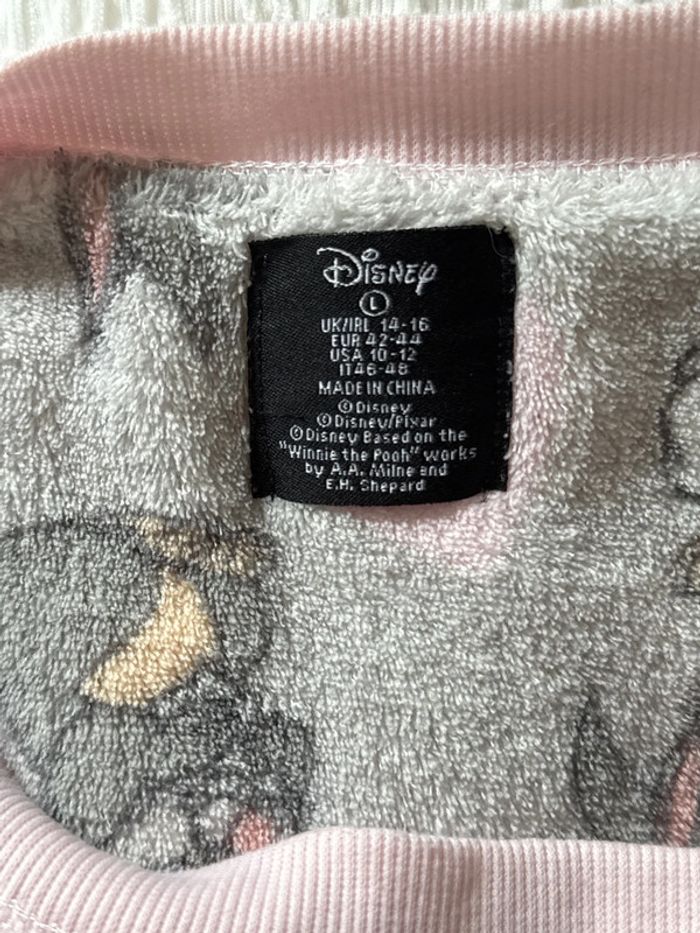 Disney
L
UK/IRL 14-16
EUR 42-44
USA 10-12
IT46-48
MADE IN CHINA
©Disney
©Disney/Pixar
©Disney Based on the
"Winnie the Pooh" works
by A.A. Milne and
E.H. Shepard